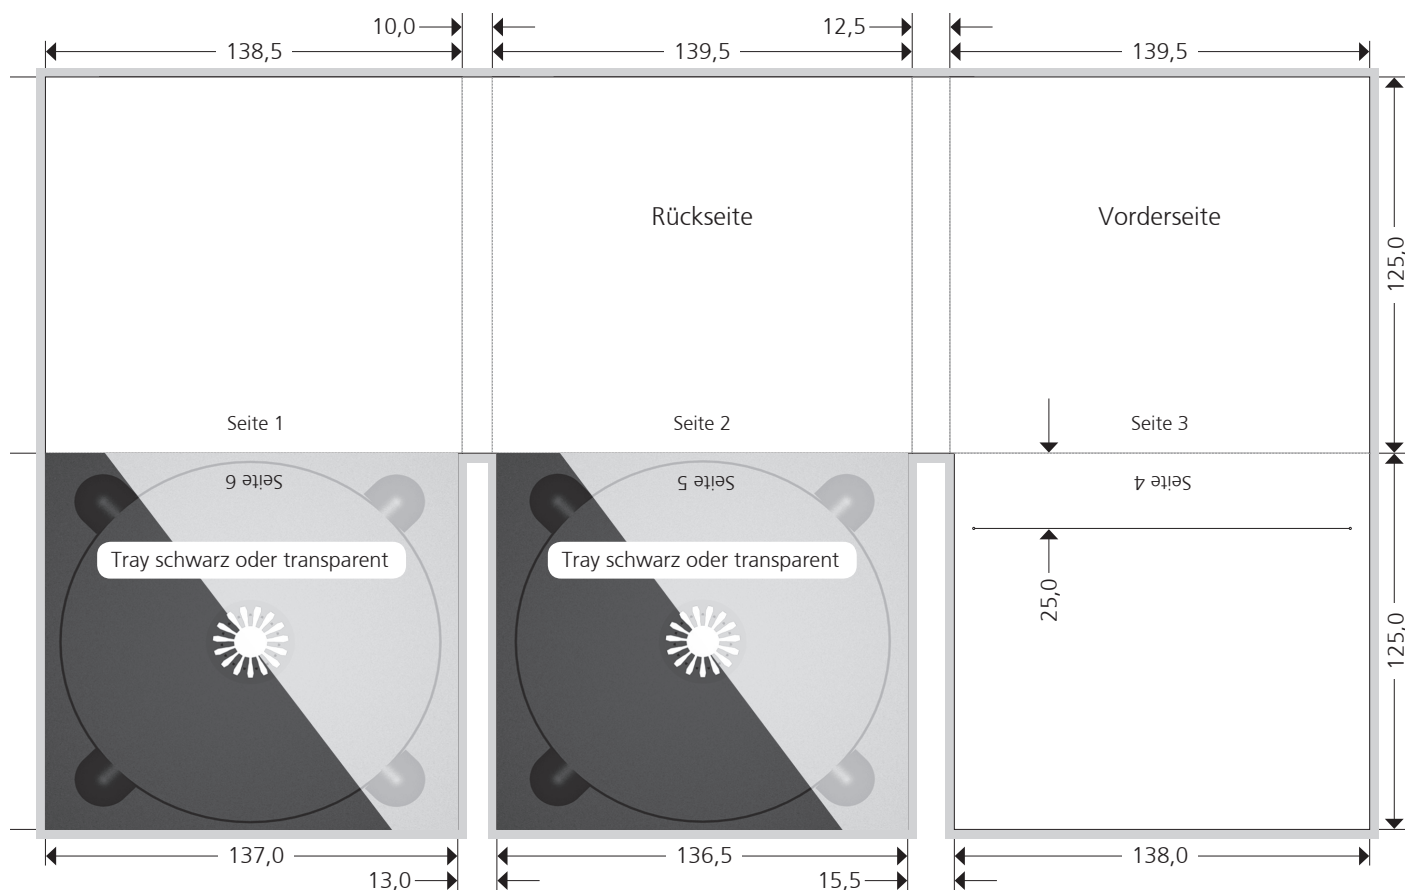 10,0
12,5
138,5
139,5
139,5
Rückseite
Vorderseite
125,0
Seite 1
Seite 2
Seite 3
Seite 6
Seite 5
Seite 4
Tray schwarz oder transparent
Tray schwarz oder transparent
25,0
125,0
137,0
136,5
138,0
13,0
15,5